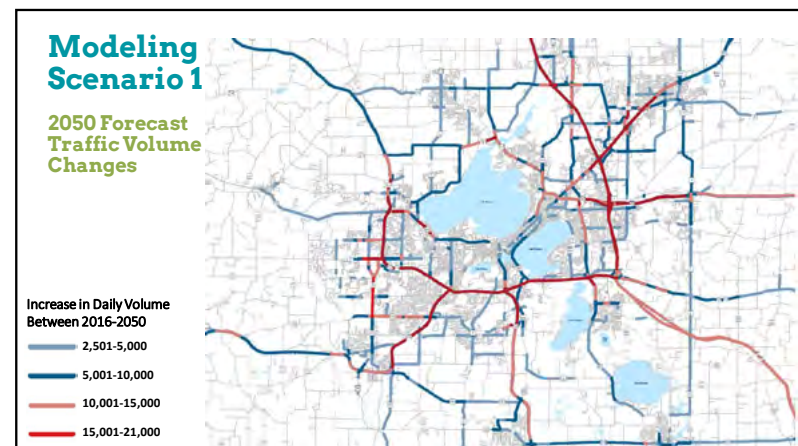 Modeling
Scenario 1
2050 Forecast
Traffic Volume
Changes
Increase in Daily Volume
Between 2016-2050
2,501-5,000
5,001-10,000
10,001-15,000
15,001-21,000